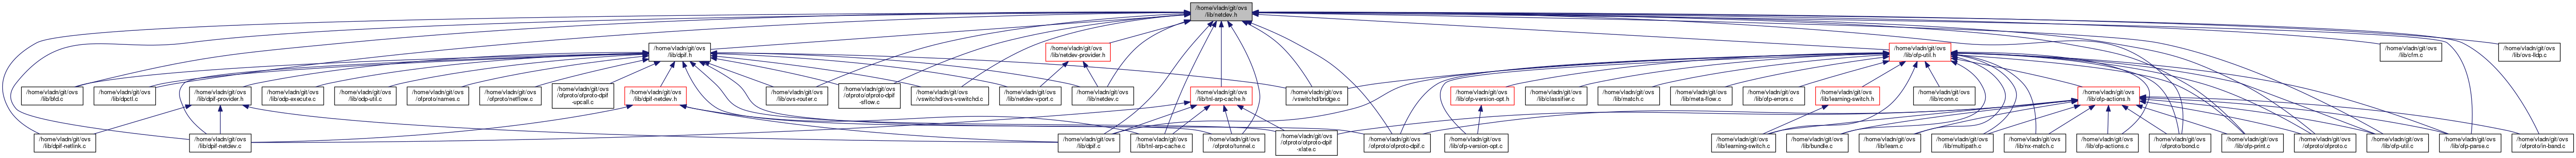 /home/vladn/git/ovs
/lib/netdev.h
/home/vladn/git/ovs
/lib/dpif.h
/home/vladn/git/ovs
/lib/netdev-provider.h
/home/vladn/git/ovs
/lib/ofp-util.h
/home/vladn/git/ovs
/lib/cfm.c
/home/vladn/git/ovs
/lib/ovs-lldp.c
/home/vladn/git/ovs
/lib/bfd.c
/home/vladn/git/ovs
/lib/dpctl.c
/home/vladn/git/ovs
/lib/dpif-provider.h
/home/vladn/git/ovs
/lib/odp-execute.c
/home/vladn/git/ovs
/lib/odp-util.c
/home/vladn/git/ovs
/ofproto/names.c
/home/vladn/git/ovs
/ofproto/netflow.c
/home/vladn/git/ovs
/ofproto/ofproto-dpif
-upcall.c
/home/vladn/git/ovs
/lib/dpif-netdev.h
/home/vladn/git/ovs
/lib/ovs-router.c
/home/vladn/git/ovs
/ofproto/ofproto-dpif
-sflow.c
/home/vladn/git/ovs
/vswitchd/ovs-vswitchd.c
/home/vladn/git/ovs
/lib/netdev-vport.c
/home/vladn/git/ovs
/lib/netdev.c
/home/vladn/git/ovs
/lib/tnl-arp-cache.h
/home/vladn/git/ovs
/vswitchd/bridge.c
/home/vladn/git/ovs
/lib/ofp-version-opt.h
/home/vladn/git/ovs
/lib/classifier.c
/home/vladn/git/ovs
/lib/match.c
/home/vladn/git/ovs
/lib/meta-flow.c
/home/vladn/git/ovs
/lib/ofp-errors.c
/home/vladn/git/ovs
/lib/learning-switch.h
/home/vladn/git/ovs
/lib/rconn.c
/home/vladn/git/ovs
/lib/ofp-actions.h
/home/vladn/git/ovs
/lib/dpif-netlink.c
/home/vladn/git/ovs
/lib/dpif-netdev.c
/home/vladn/git/ovs
/lib/dpif.c
/home/vladn/git/ovs
/lib/tnl-arp-cache.c
/home/vladn/git/ovs
/ofproto/tunnel.c
/home/vladn/git/ovs
/ofproto/ofproto-dpif
-xlate.c
/home/vladn/git/ovs
/ofproto/ofproto-dpif.c
/home/vladn/git/ovs
/lib/ofp-version-opt.c
/home/vladn/git/ovs
/lib/learning-switch.c
/home/vladn/git/ovs
/lib/bundle.c
/home/vladn/git/ovs
/lib/learn.c
/home/vladn/git/ovs
/lib/multipath.c
/home/vladn/git/ovs
/lib/nx-match.c
/home/vladn/git/ovs
/lib/ofp-actions.c
/home/vladn/git/ovs
/ofproto/bond.c
/home/vladn/git/ovs
/lib/ofp-print.c
/home/vladn/git/ovs
/ofproto/ofproto.c
/home/vladn/git/ovs
/lib/ofp-util.c
/home/vladn/git/ovs
/lib/ofp-parse.c
/home/vladn/git/ovs
/ofproto/in-band.c